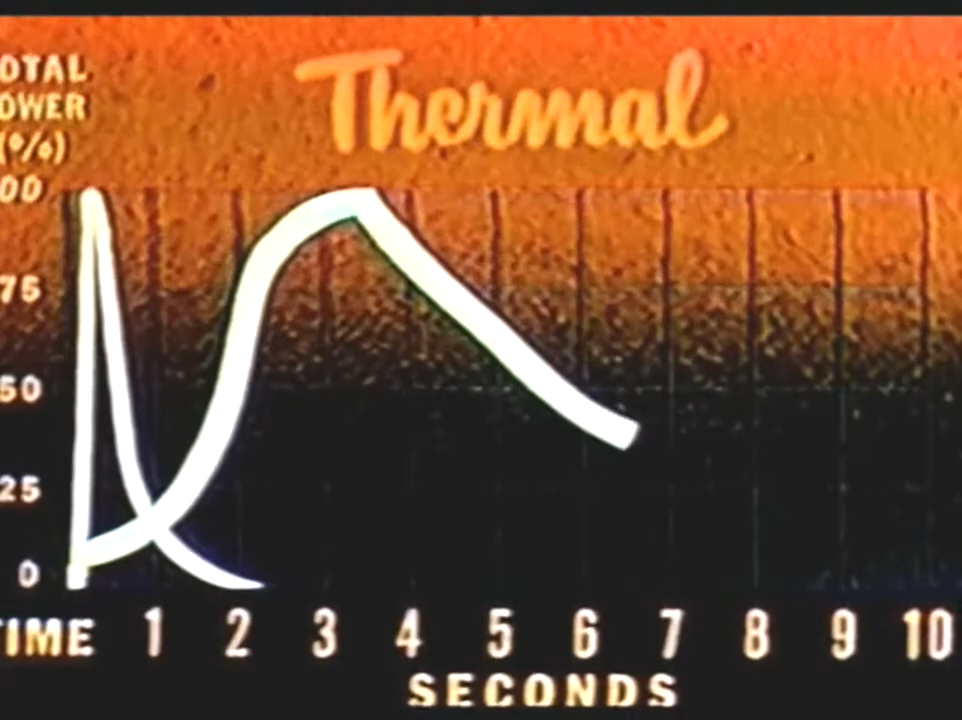 OTAL
OWER
(%)
Thermal
00
75
50
25
0
TIME 1 2 3 4 5 6 7 8 9 10
SECONDS